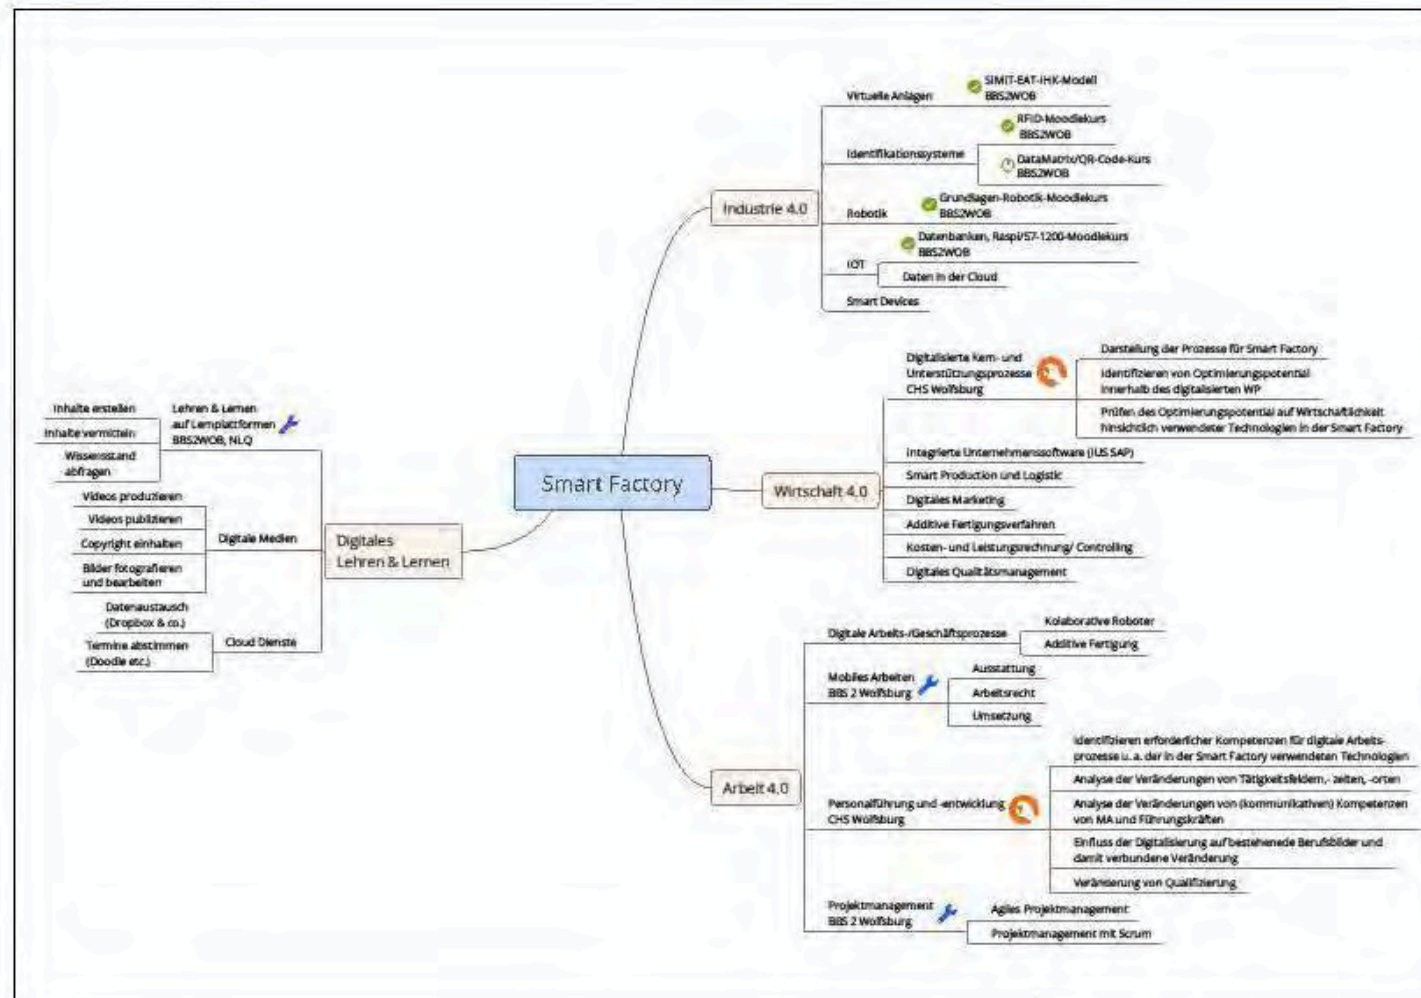 Smart Factory
Industrie 4.0
Virtuelle Anlagen
SIMIT-EAT-IHK-Modell
BBS2WOB
Identifikationssysteme
RFID-Moodlekurs
BBS2WOB
DataMatrix/QR-Code-Kurs
BBS2WOB
Robotik
Grundlagen-Robotik-Moodlekurs
BBS2WOB
IOT
Datenbanken, Raspi/S7-1200-Moodlekurs
BBS2WOB
Daten in der Cloud
Smart Devices
Wirtschaft 4.0
Digitalisierte Kern- und
Unterstützungsprozesse
CHS Wolfsburg
Darstellung der Prozesse für Smart Factory
Identifizieren von Optimierungspotential
innerhalb des digitalisierten WP
Prüfen des Optimierungspotential auf Wirtschaftlichkeit
hinsichtlich verwendeter Technologien in der Smart Factory
Integrierte Unternehmenssoftware (IUS SAP)
Smart Production und Logistic
Digitales Marketing
Additive Fertigungsverfahren
Kosten- und Leistungsrechnung/ Controlling
Digitales Qualitätsmanagement
Arbeit 4.0
Digitale Arbeits-/Geschäftsprozesse
Kolaborative Roboter
Additive Fertigung
Mobiles Arbeiten
BBS 2 Wolfsburg
Ausstattung
Arbeitsrecht
Umsetzung
Personalführung und -entwicklung
CHS Wolfsburg
Identifizieren erforderlicher Kompetenzen für digitale Arbeits-
prozesse u. a. der in der Smart Factory verwendeten Technologien
Analyse der Veränderungen von Tätigkeitsfeldern,- zeiten, -orten
Analyse der Veränderungen von (kommunikativen) Kompetenzen
von MA und Führungskräften
Einfluss der Digitalisierung auf bestehenede Berufsbilder und
damit verbundene Veränderung
Veränderung von Qualifizierung
Projektmanagement
BBS 2 Wolfsburg
Agiles Projektmanagement
Projektmanagement mit Scrum
Digitales
Lehren & Lernen
Lehren & Lernen
auf Lernplattformen
BBS2WOB, NLQ
Inhalte erstellen
Inhalte vermitteln
Wissensstand
abfragen
Digitale Medien
Videos produzieren
Videos publizieren
Copyright einhalten
Bilder fotografieren
und bearbeiten
Cloud Dienste
Datenaustausch
(Dropbox & co.)
Termine abstimmen
(Doodle etc.)